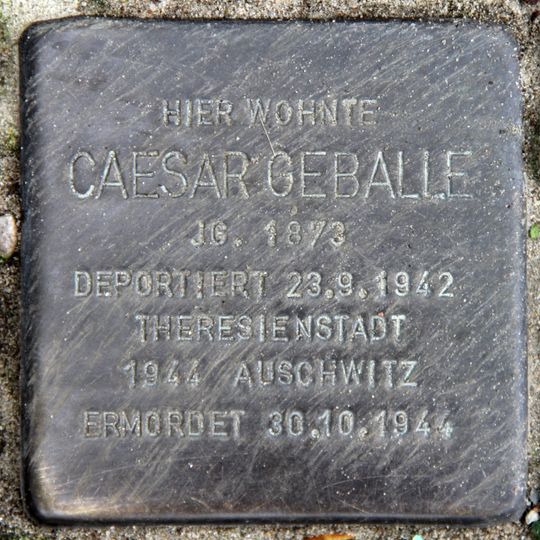 HIER WOHNTE
CAESAR GEBALLE
JG. 1873
DEPORTIERT 23.9.1942
THERESIENSTADT
1944 AUSCHWITZ
ERMORDET 30.10.1944